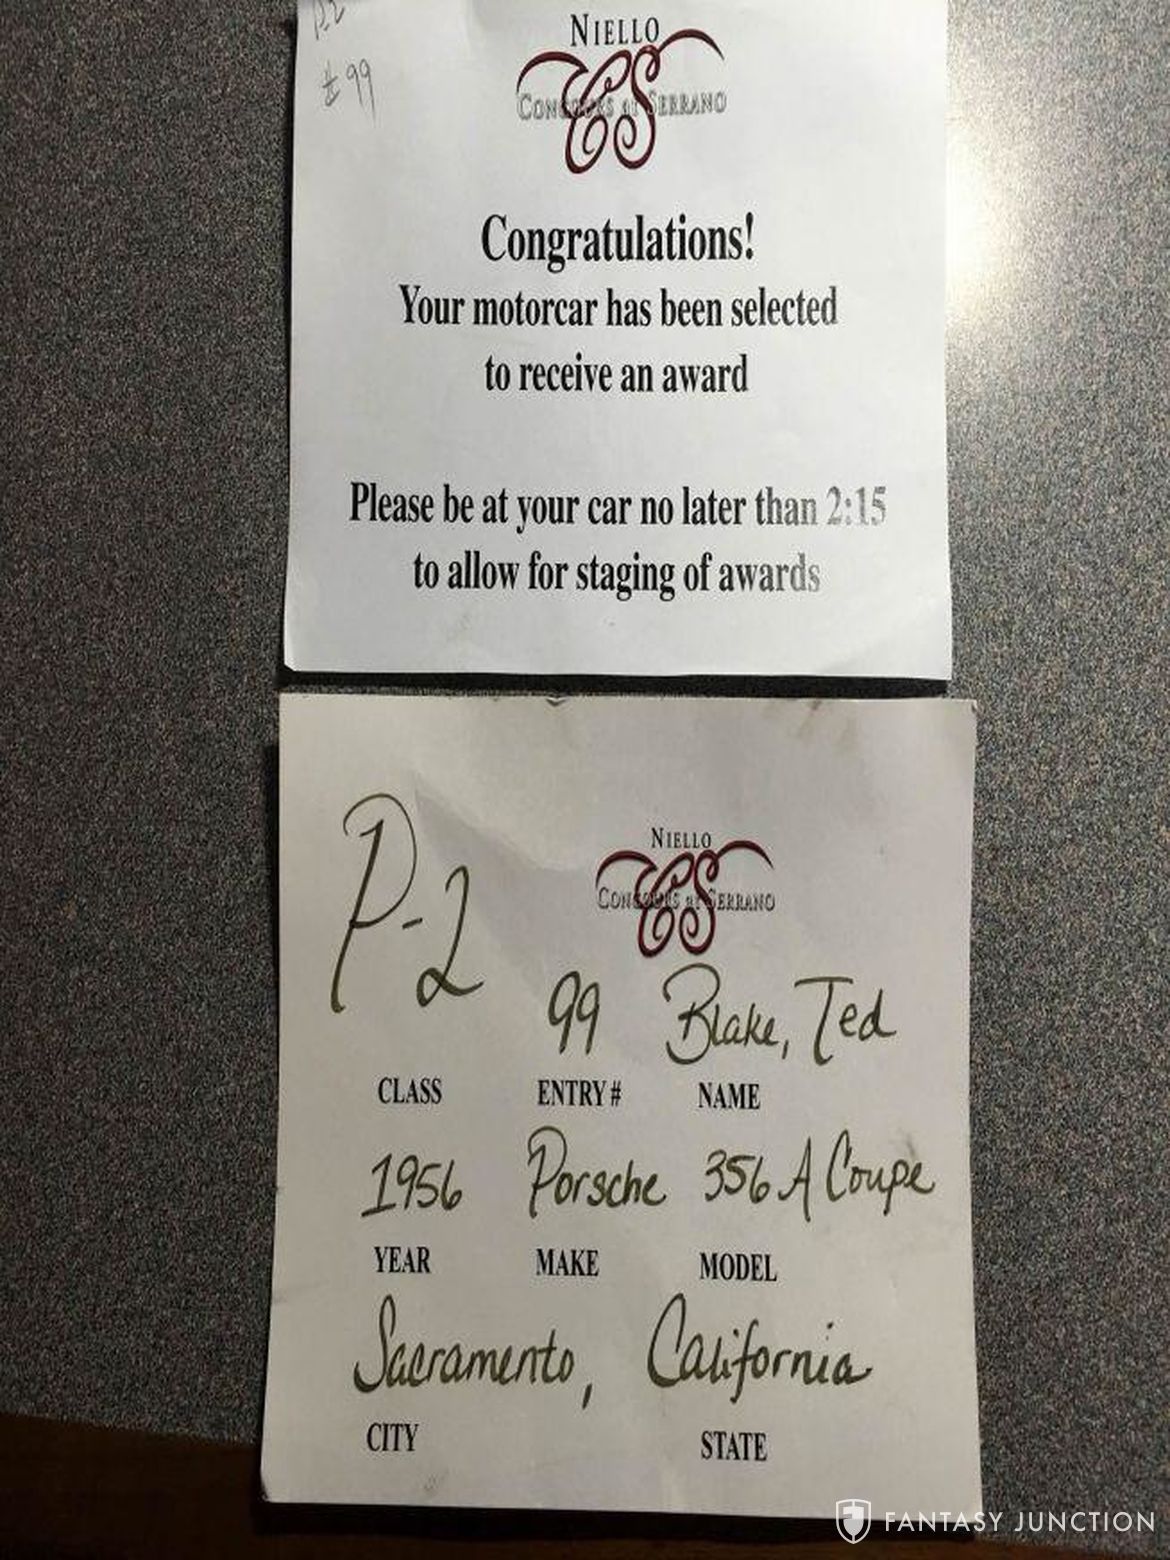 P-2
# 99
NIELLO
CONCOURS at SERRANO
Congratulations!
Your motorcar has been selected
to receive an award
Please be at your car no later than 2:15
to allow for staging of awards
P-2
NIELLO
CONCOURS at SERRANO
99 Blake, Ted
CLASS ENTRY # NAME
1956 Porsche 356 A Coupe
YEAR MAKE MODEL
Sacramento, California
CITY STATE
FANTASY JUNCTION